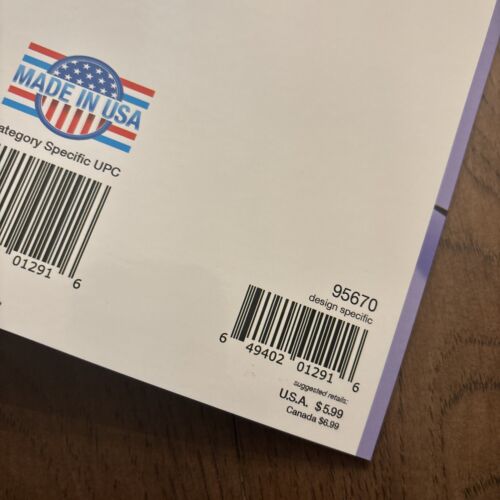 MADE IN USA
ategory Specific UPC
01291 6
95670
design specific
6 49402 01291 6
suggested retails:
U.S.A. $5.99
Canada $6.99